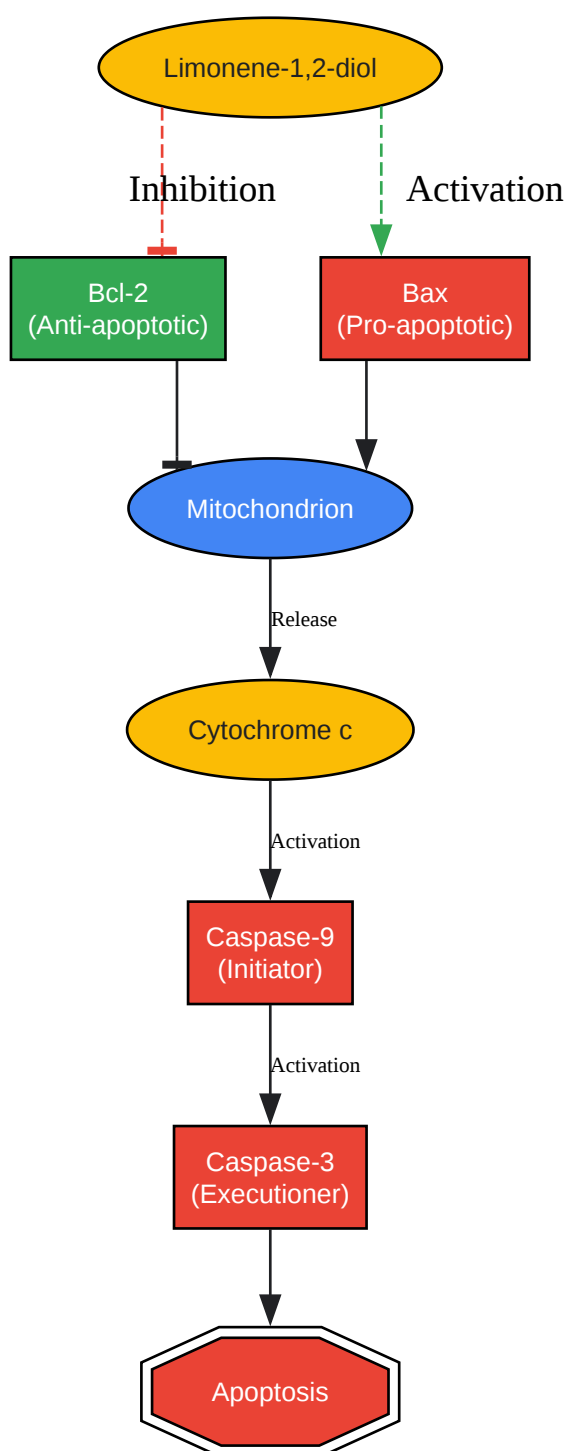 Limonene-1,2-diol
Inhibition
Activation
Bcl-2
(Anti-apoptotic)
Bax
(Pro-apoptotic)
Mitochondrion
Release
Cytochrome c
Activation
Caspase-9
(Initiator)
Activation
Caspase-3
(Executioner)
Apoptosis